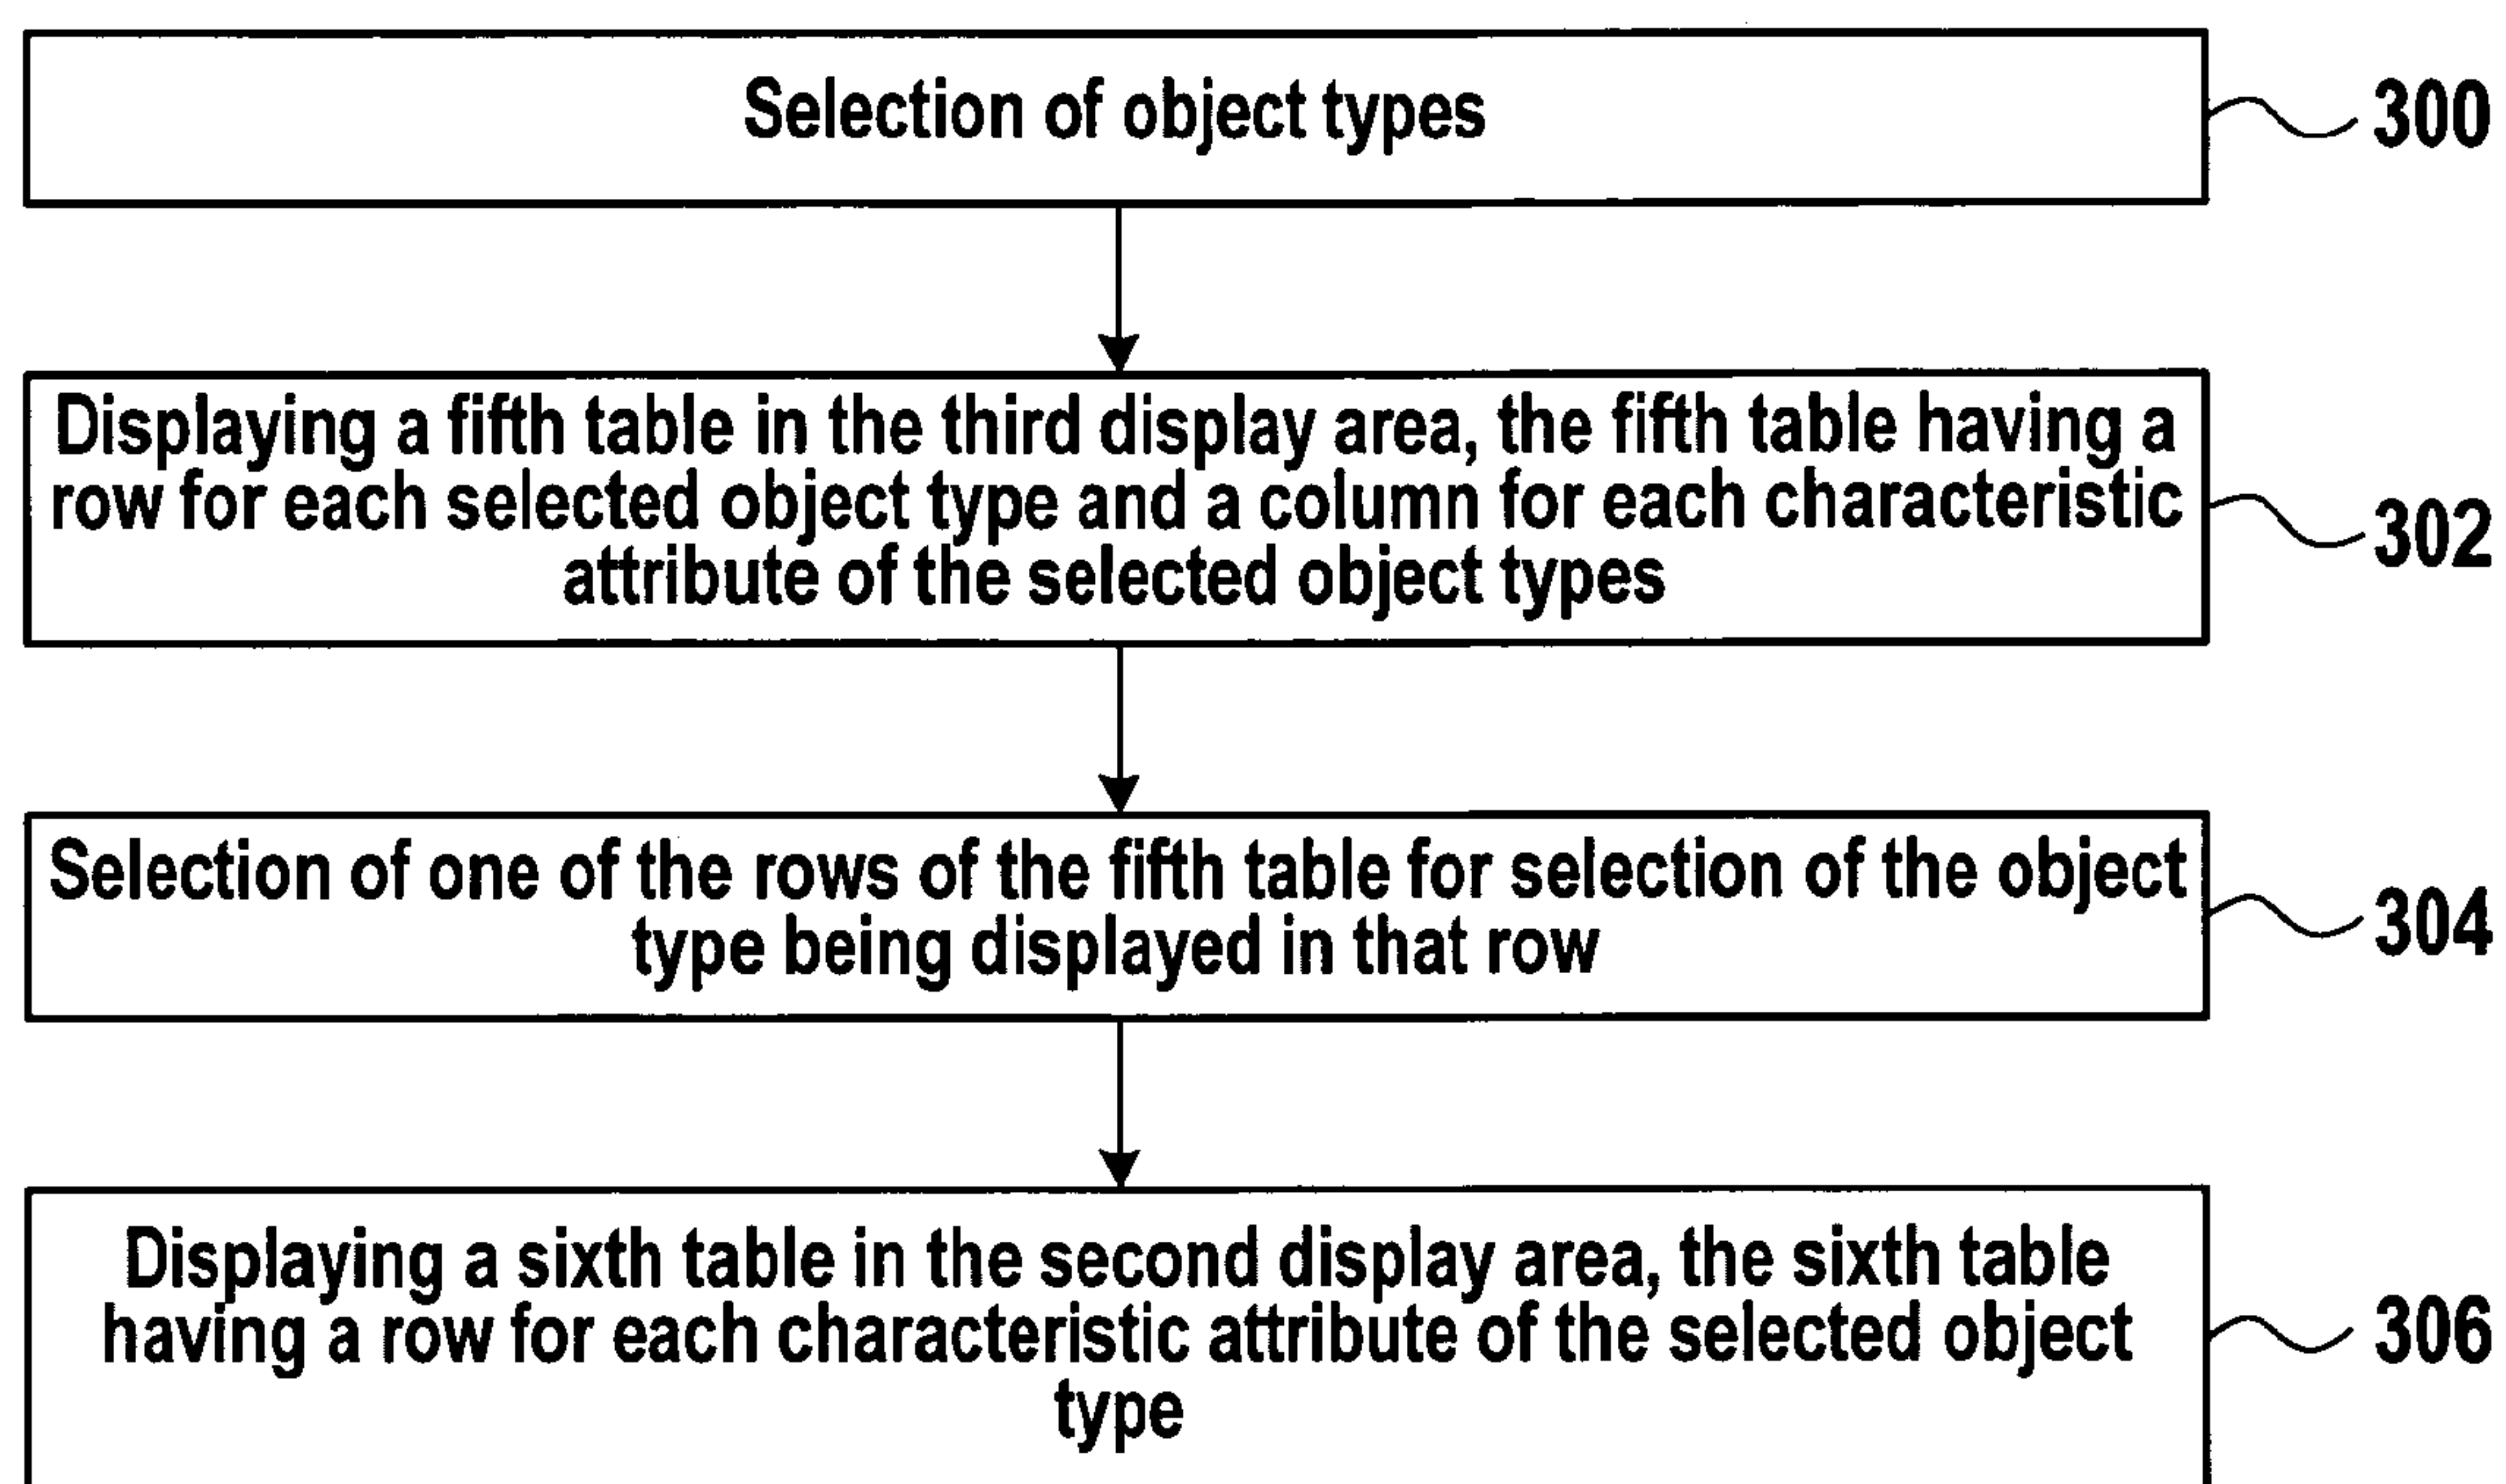 Selection of object types
300
Displaying a fifth table in the third display area, the fifth table having a
row for each selected object type and a column for each characteristic
attribute of the selected object types
302
Selection of one of the rows of the fifth table for selection of the object
type being displayed in that row
304
Displaying a sixth table in the second display area, the sixth table
having a row for each characteristic attribute of the selected object
type
306